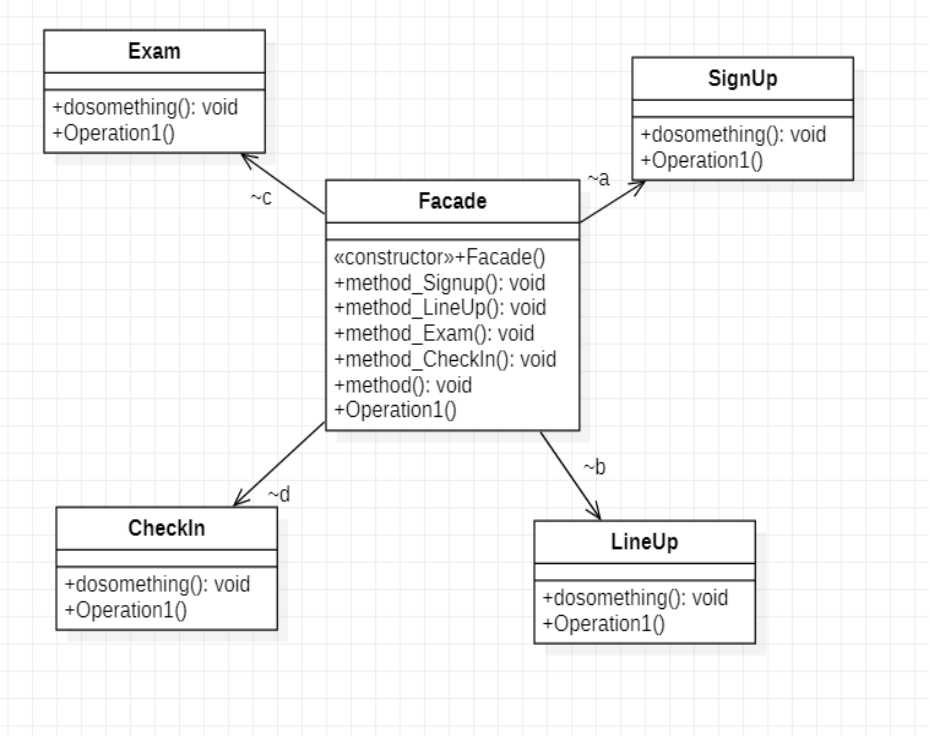 Exam
+dosomething(): void
+Operation1()
SignUp
+dosomething(): void
+Operation1()
~c
~a
Facade
«constructor»+Facade()
+method_Signup(): void
+method_LineUp(): void
+method_Exam(): void
+method_CheckIn(): void
+method(): void
+Operation1()
~d
~b
CheckIn
+dosomething(): void
+Operation1()
LineUp
+dosomething(): void
+Operation1()